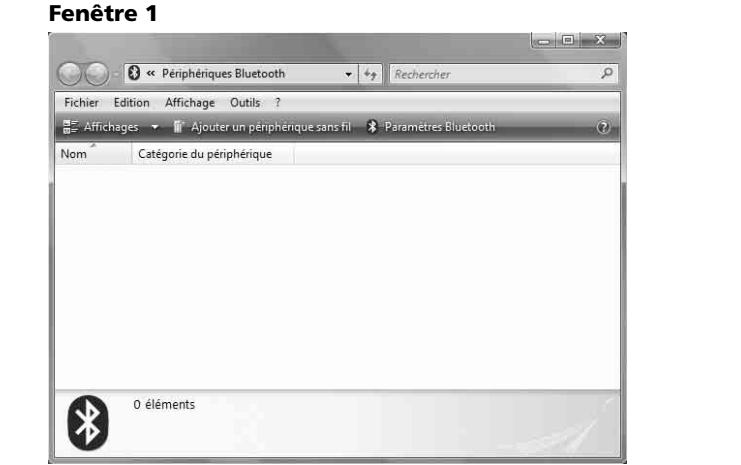 Fenêtre 1
« Périphériques Bluetooth Rechercher
Fichier Edition Affichage Outils ?
Affichages Ajouter un périphérique sans fil Paramètres Bluetooth ?
Nom Catégorie du périphérique
0 éléments